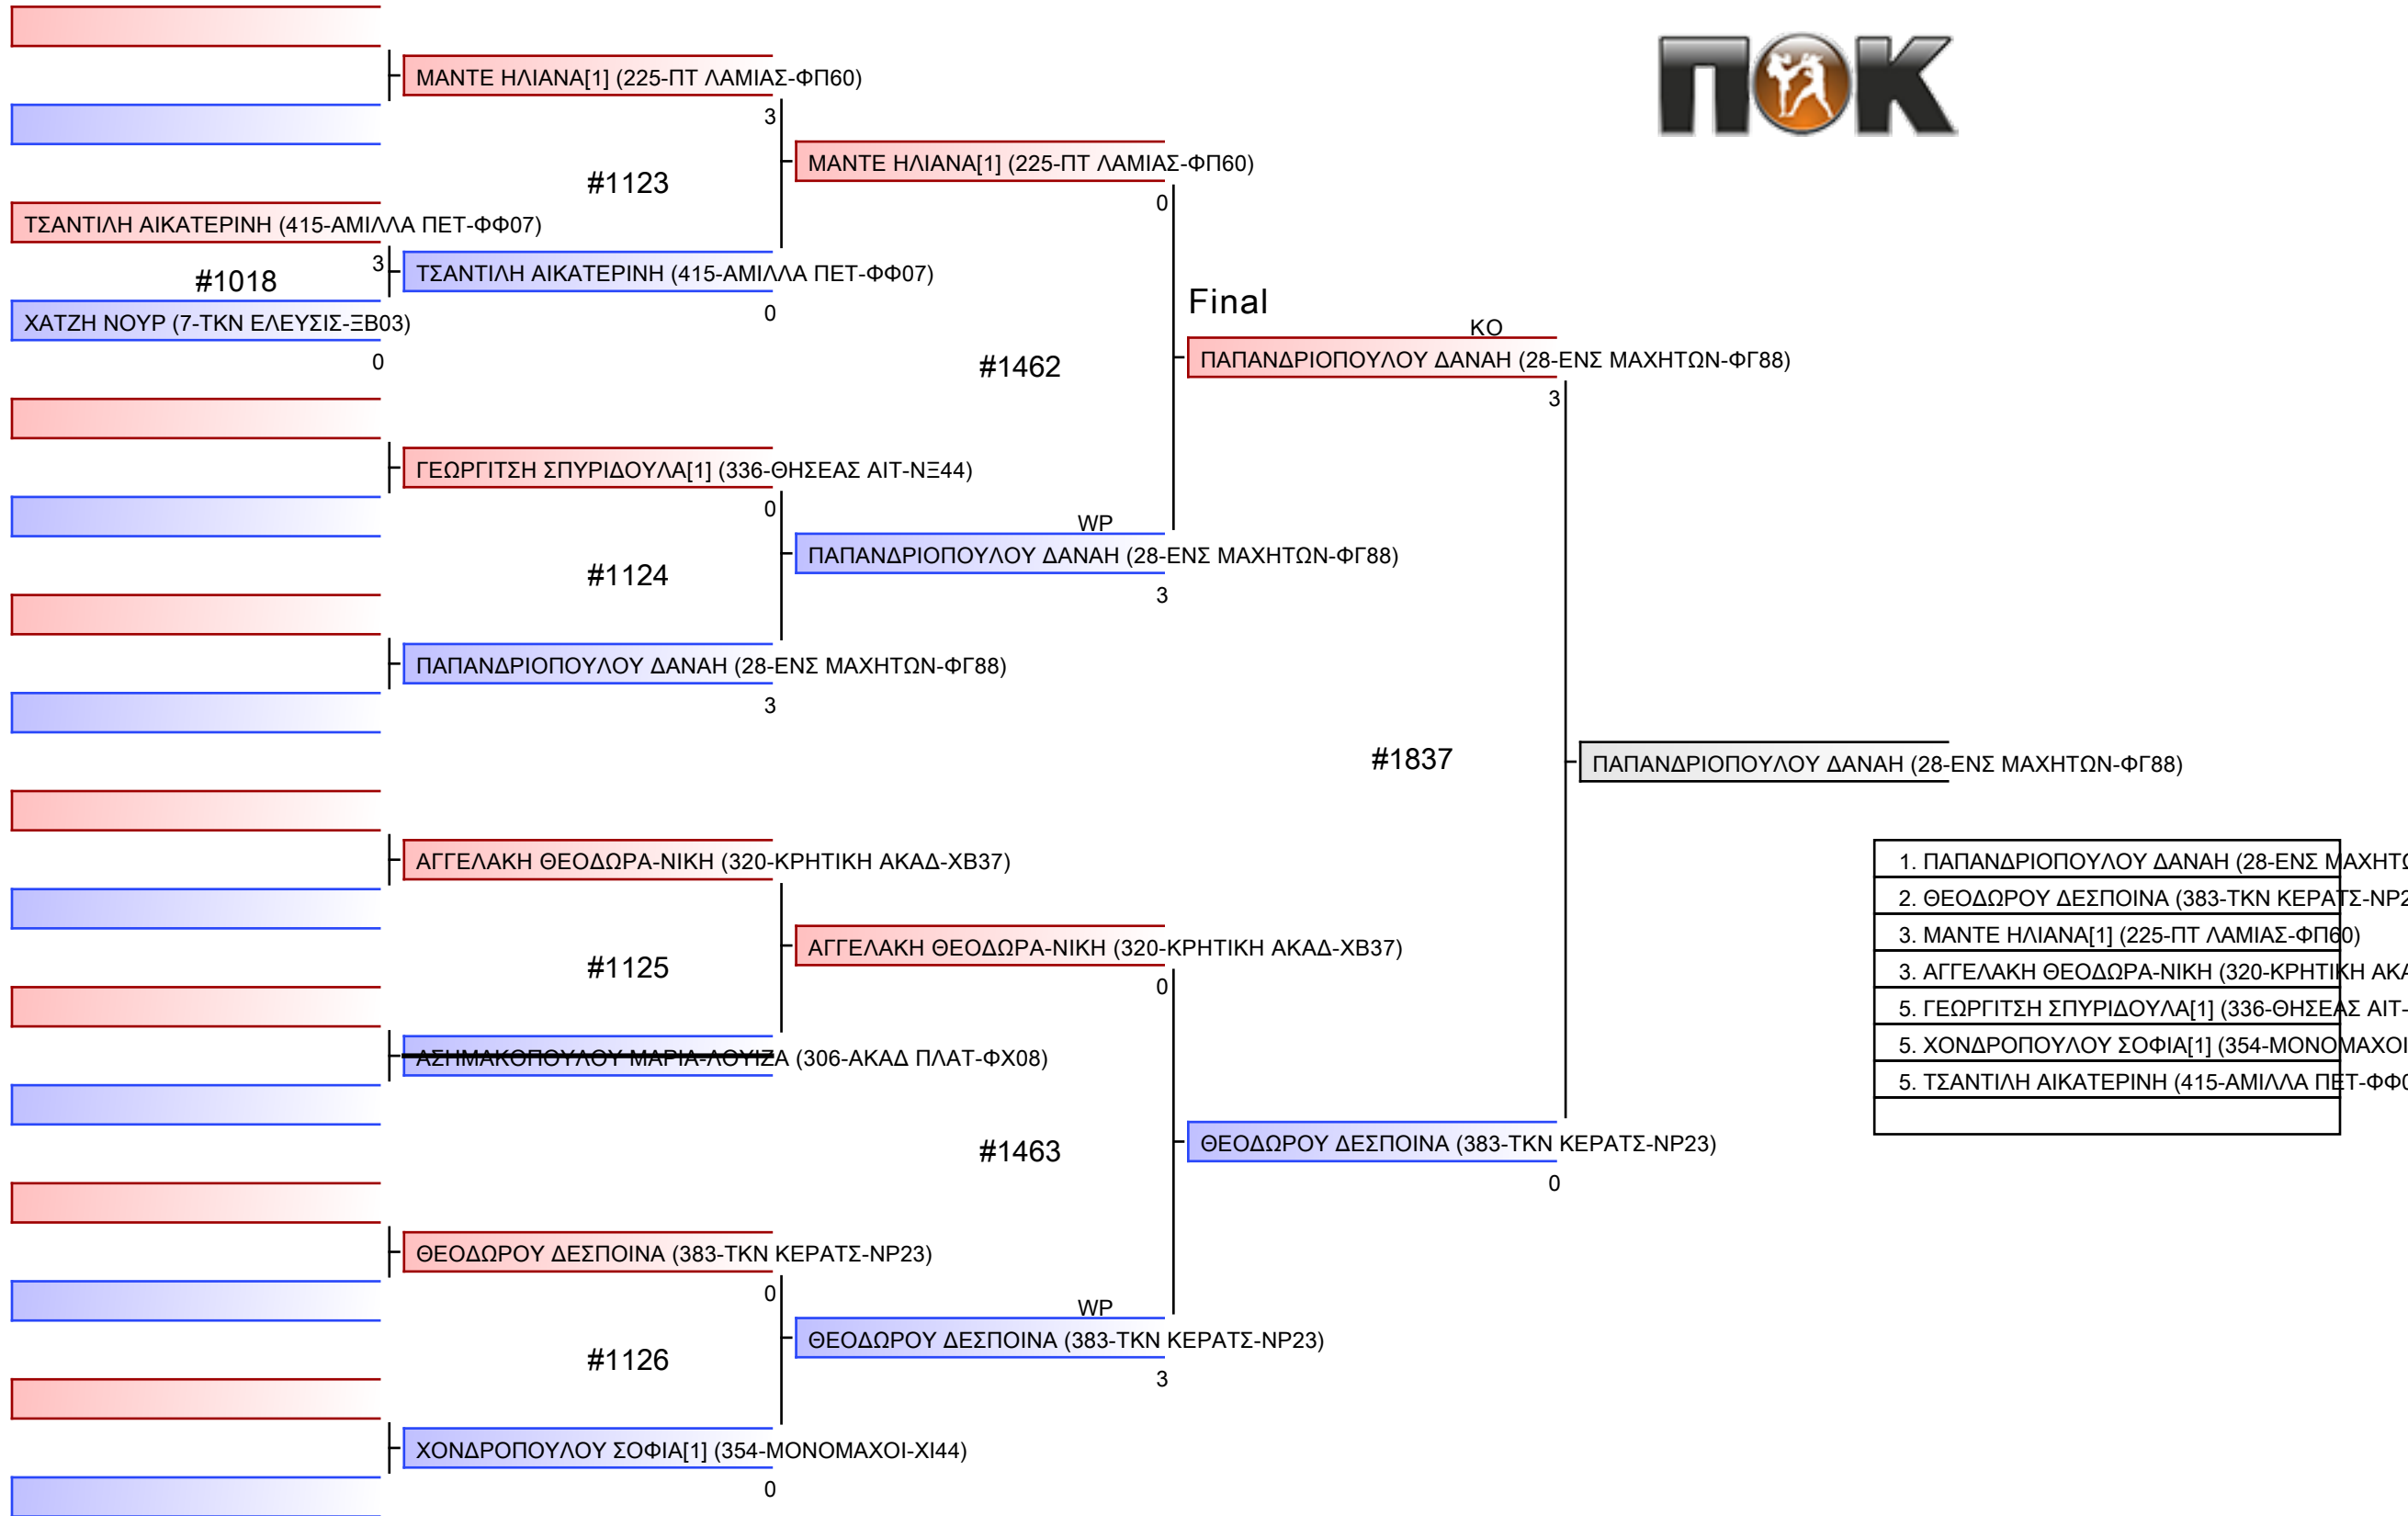 ΠΟΚ
ΜΑΝΤΕ ΗΛΙΑΝΑ[1] (225-ΠΤ ΛΑΜΙΑΣ-ΦΠ60)
3
ΜΑΝΤΕ ΗΛΙΑΝΑ[1] (225-ΠΤ ΛΑΜΙΑΣ-ΦΠ60)
#1123
0
ΤΣΑΝΤΙΛΗ ΑΙΚΑΤΕΡΙΝΗ (415-ΑΜΙΛΛΑ ΠΕΤ-ΦΦ07)
3
#1018
ΤΣΑΝΤΙΛΗ ΑΙΚΑΤΕΡΙΝΗ (415-ΑΜΙΛΛΑ ΠΕΤ-ΦΦ07)
0
Final
ΧΑΤΖΗ ΝΟΥΡ (7-ΤΚΝ ΕΛΕΥΣΙΣ-ΞΒ03)
0
KO
#1462
ΠΑΠΑΝΔΡΙΟΠΟΥΛΟΥ ΔΑΝΑΗ (28-ΕΝΣ ΜΑΧΗΤΩΝ-ΦΓ88)
3
ΓΕΩΡΓΙΤΣΗ ΣΠΥΡΙΔΟΥΛΑ[1] (336-ΘΗΣΕΑΣ ΑΙΤ-ΝΞ44)
0
WP
ΠΑΠΑΝΔΡΙΟΠΟΥΛΟΥ ΔΑΝΑΗ (28-ΕΝΣ ΜΑΧΗΤΩΝ-ΦΓ88)
#1124
3
ΠΑΠΑΝΔΡΙΟΠΟΥΛΟΥ ΔΑΝΑΗ (28-ΕΝΣ ΜΑΧΗΤΩΝ-ΦΓ88)
3
#1837
ΠΑΠΑΝΔΡΙΟΠΟΥΛΟΥ ΔΑΝΑΗ (28-ΕΝΣ ΜΑΧΗΤΩΝ-ΦΓ88)
ΑΓΓΕΛΑΚΗ ΘΕΟΔΩΡΑ-ΝΙΚΗ (320-ΚΡΗΤΙΚΗ ΑΚΑΔ-ΧΒ37)
ΑΓΓΕΛΑΚΗ ΘΕΟΔΩΡΑ-ΝΙΚΗ (320-ΚΡΗΤΙΚΗ ΑΚΑΔ-ΧΒ37)
#1125
0
ΑΣΗΜΑΚΟΠΟΥΛΟΥ ΜΑΡΙΑ-ΛΟΥΙΖΑ (306-ΑΚΑΔ ΠΛΑΤ-ΦΧ08)
#1463
ΘΕΟΔΩΡΟΥ ΔΕΣΠΟΙΝΑ (383-ΤΚΝ ΚΕΡΑΤΣ-ΝΡ23)
0
ΘΕΟΔΩΡΟΥ ΔΕΣΠΟΙΝΑ (383-ΤΚΝ ΚΕΡΑΤΣ-ΝΡ23)
0
WP
ΘΕΟΔΩΡΟΥ ΔΕΣΠΟΙΝΑ (383-ΤΚΝ ΚΕΡΑΤΣ-ΝΡ23)
#1126
3
ΧΟΝΔΡΟΠΟΥΛΟΥ ΣΟΦΙΑ[1] (354-ΜΟΝΟΜΑΧΟΙ-ΧΙ44)
0
1. ΠΑΠΑΝΔΡΙΟΠΟΥΛΟΥ ΔΑΝΑΗ (28-ΕΝΣ ΜΑΧΗΤΩ
2. ΘΕΟΔΩΡΟΥ ΔΕΣΠΟΙΝΑ (383-ΤΚΝ ΚΕΡΑΤΣ-ΝΡ2
3. ΜΑΝΤΕ ΗΛΙΑΝΑ[1] (225-ΠΤ ΛΑΜΙΑΣ-ΦΠ60)
3. ΑΓΓΕΛΑΚΗ ΘΕΟΔΩΡΑ-ΝΙΚΗ (320-ΚΡΗΤΙΚΗ ΑΚΑ
5. ΓΕΩΡΓΙΤΣΗ ΣΠΥΡΙΔΟΥΛΑ[1] (336-ΘΗΣΕΑΣ ΑΙΤ-
5. ΧΟΝΔΡΟΠΟΥΛΟΥ ΣΟΦΙΑ[1] (354-ΜΟΝΟΜΑΧΟΙ
5. ΤΣΑΝΤΙΛΗ ΑΙΚΑΤΕΡΙΝΗ (415-ΑΜΙΛΛΑ ΠΕΤ-ΦΦ0